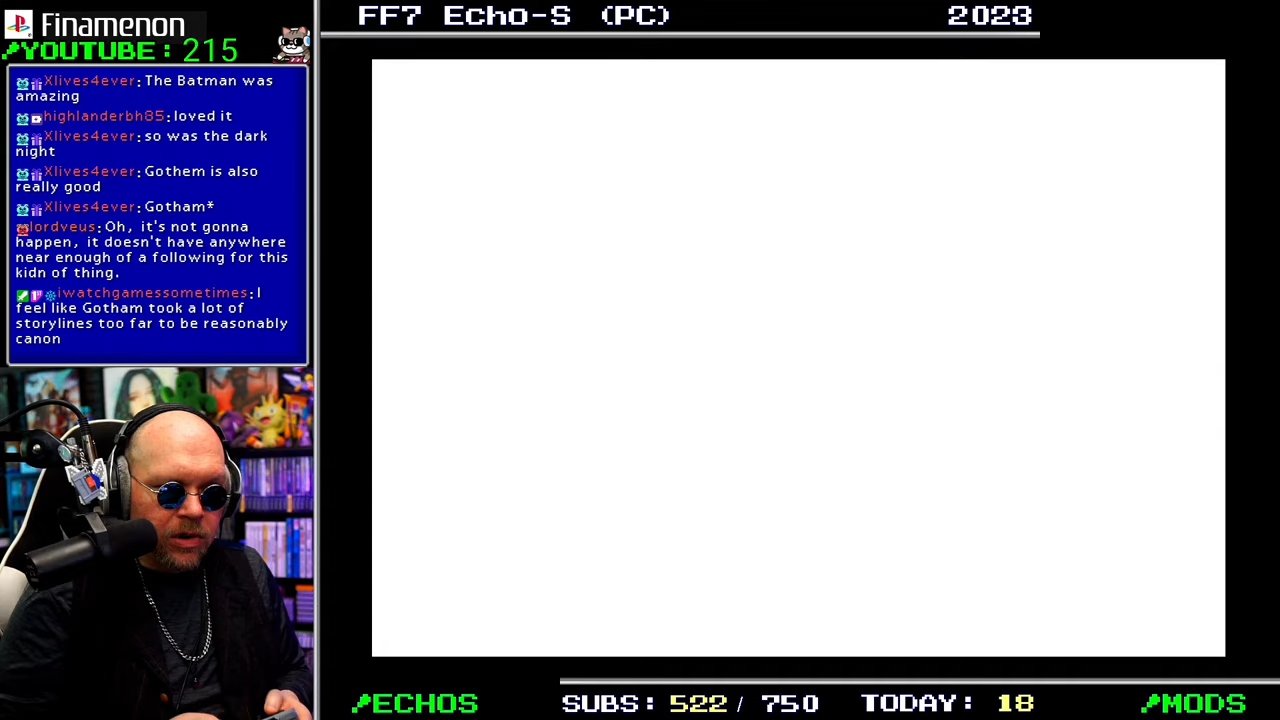 FF7 Echo-S (PC) 2023
Finamenon
/YOUTUBE: 215
Xlives4ever: The Batman was
amazing
highlanderbh85: loved it
Xlives4ever: so was the dark
night
Xlives4ever: Gothem is also
really good
Xlives4ever: Gotham*
lordveus: Oh, it's not gonna
happen, it doesn't have anywhere
near enough of a following for this
kidn of thing.
iwatchgamessometimes: I
feel like Gotham took a lot of
storylines too far to be reasonably
canon
/ECHOS SUBS: 522/ 750 TODAY: 18 /MODS